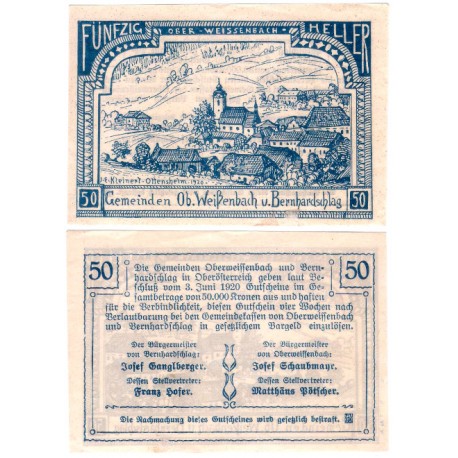 FÜNFZIG HELLER
OBER-WEISSENBACH
H. Kleinert-Ottensheim 1920.
50 Gemeinden Ob. Weißenbach u. Bernhardschlag 50
50 50
Die Gemeinden Oberweissenbach und Bern-
hardschlag in Oberösterreich geben laut Be-
schluß vom 3. Juni 1920 Gutscheine im Ge-
samtbetrage von 50.000 Kronen aus und haften
für die Verbindlichkeit, diesen Gutschein vier Wochen nach
Verlautbarung bei den Gemeindekassen von Oberweissenbach
und Bernhardschlag in gesetzlichem Bargeld einzulösen.
Der Bürgermeister
von Bernhardschlag:
Josef Ganglberger.
Dessen Stellvertreter:
Franz Hofer.
Der Bürgermeister
von Oberweissenbach:
Josef Schaubmayr.
Dessen Stellvertreter:
Matthäus Pötscher.
Die Nachmachung dieses Gutscheines wird gesetzlich bestraft.